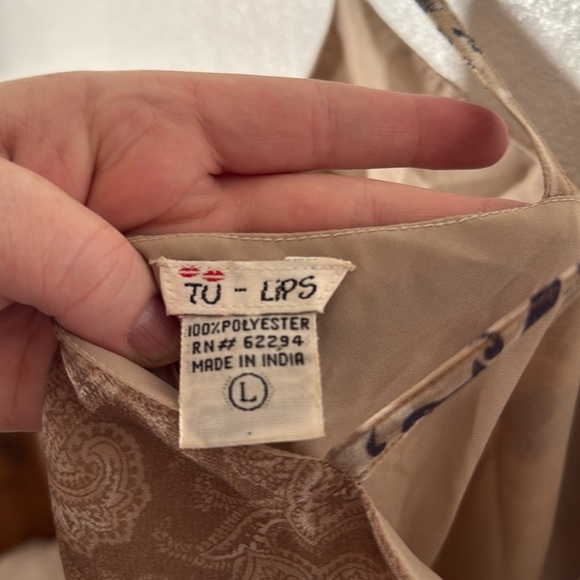 TU - LIPS
100% POLYESTER
RN# 62294
MADE IN INDIA
L